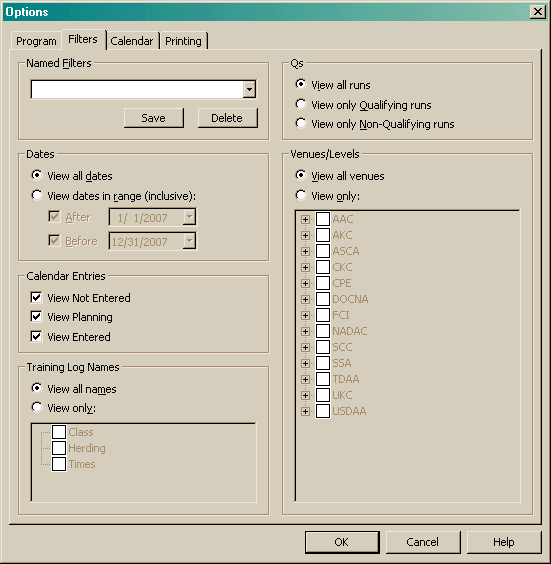 Options
Program Filters Calendar Printing
Named Filters
Save Delete
Dates
View all dates
View dates in range (inclusive):
After 1/ 1/2007
Before 12/31/2007
Calendar Entries
View Not Entered
View Planning
View Entered
Training Log Names
View all names
View only:
Class
Herding
Times
Qs
View all runs
View only Qualifying runs
View only Non-Qualifying runs
Venues/Levels
View all venues
View only:
AAC
AKC
ASCA
CKC
CPE
DOCNA
FCI
NADAC
SCC
SSA
TDAA
UKC
USDAA
OK Cancel Help